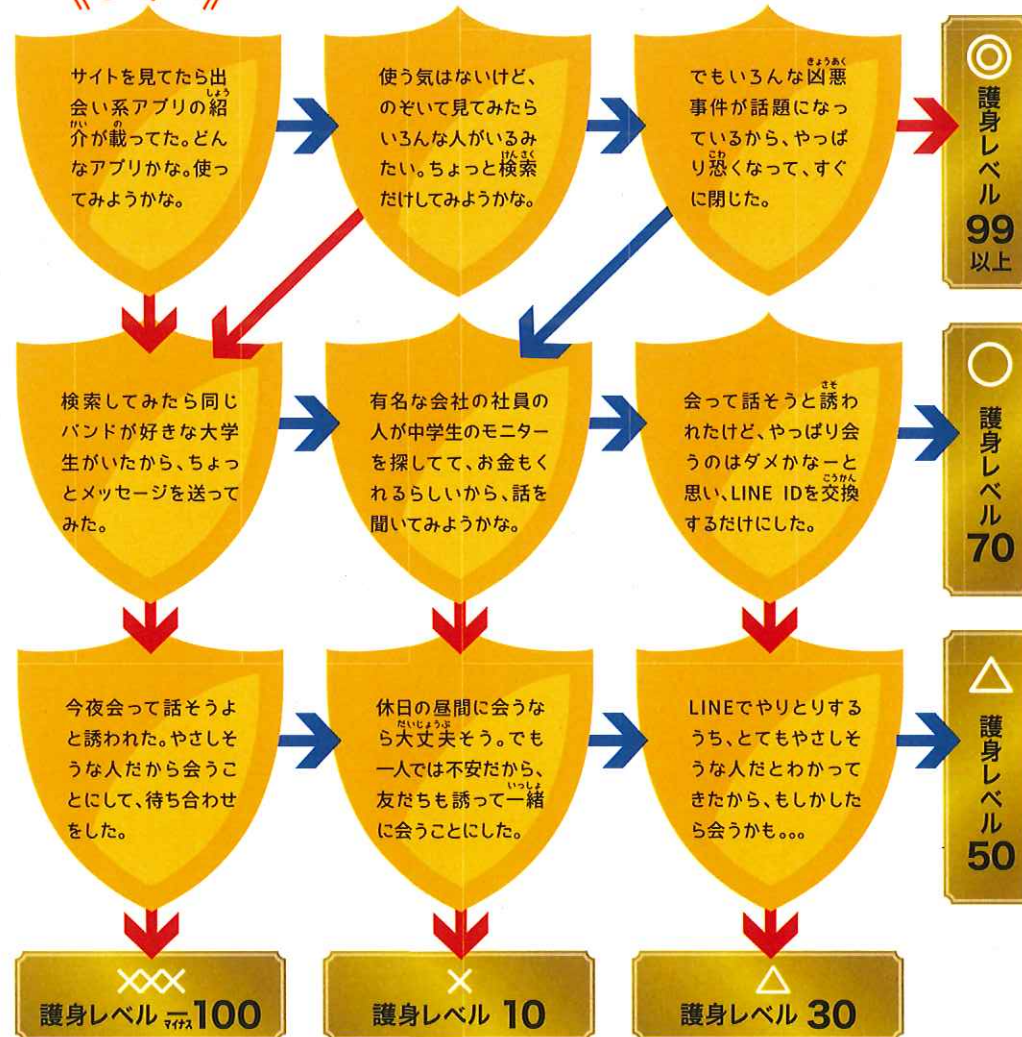 サイトを見てたら出
会い系アプリの紹
介が載ってた。どん
なアプリかな。使っ
てみようかな。
使う気はないけど、
のぞいて見てみたら
いろんな人がいるみ
たい。ちょっと検索
だけしてみようかな。
でもいろんな凶悪
事件が話題になっ
ているから、やっぱ
り恐くなって、すぐ
に閉じた。
◎
護身レベル
99
以上
検索してみたら同じ
バンドが好きな大学
生がいたから、ちょっ
とメッセージを送って
みた。
有名な会社の社員の
人が中学生のモニター
を探してて、お金もく
れるらしいから、話を
聞いてみようかな。
会って話そうと誘わ
れたけど、やっぱり会
うのはダメかなーと
思い、LINE IDを交換
するだけにした。
○
護身レベル
70
今夜会って話そうよ
と誘われた。やさしそ
うな人だから会うこ
とにして、待ち合わせ
をした。
休日の昼間に会うな
ら大丈夫そう。でも
一人では不安だから、
友だちも誘って一緒
に会うことにした。
LINEでやりとりする
うち、とてもやさしそ
うな人だとわかって
きたから、もしかした
ら会うかも。。。
△
護身レベル
50
×××
護身レベル −100
マイナス
×
護身レベル 10
△
護身レベル 30